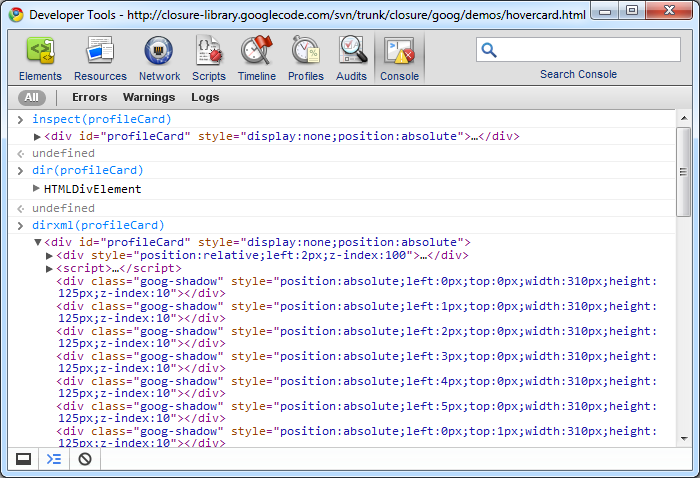 Developer Tools - http://closure-library.googlecode.com/svn/trunk/closure/goog/demos/hovercard.html
Elements Resources Network Scripts Timeline Profiles Audits Console Search Console
All Errors Warnings Logs
> inspect(profileCard)
▶<div id="profileCard" style="display:none;position:absolute">…</div>
undefined
> dir(profileCard)
▶HTMLDivElement
undefined
> dirxml(profileCard)
▼<div id="profileCard" style="display:none;position:absolute">
▶<div style="position:relative;left:2px;z-index:100">…</div>
▶<script>…</script>
<div class="goog-shadow" style="position:absolute;left:0px;top:0px;width:310px;height:
125px;z-index:10"></div>
<div class="goog-shadow" style="position:absolute;left:1px;top:0px;width:310px;height:
125px;z-index:10"></div>
<div class="goog-shadow" style="position:absolute;left:2px;top:0px;width:310px;height:
125px;z-index:10"></div>
<div class="goog-shadow" style="position:absolute;left:3px;top:0px;width:310px;height:
125px;z-index:10"></div>
<div class="goog-shadow" style="position:absolute;left:4px;top:0px;width:310px;height:
125px;z-index:10"></div>
<div class="goog-shadow" style="position:absolute;left:5px;top:0px;width:310px;height:
125px;z-index:10"></div>
<div class="goog-shadow" style="position:absolute;left:0px;top:1px;width:310px;height:
125px;z-index:10"></div>